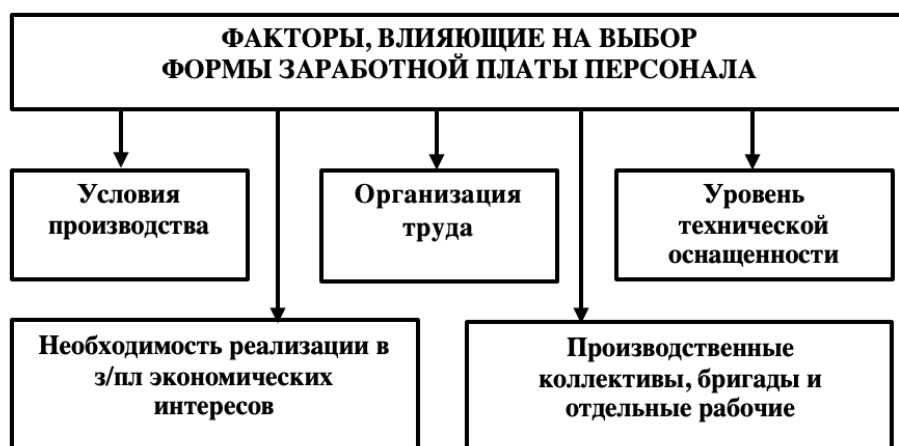 ФАКТОРЫ, ВЛИЯЮЩИЕ НА ВЫБОР
ФОРМЫ ЗАРАБОТНОЙ ПЛАТЫ ПЕРСОНАЛА
Условия
производства
Организация
труда
Уровень
технической
оснащенности
Необходимость реализации в
з/пл экономических
интересов
Производственные
коллективы, бригады и
отдельные рабочие